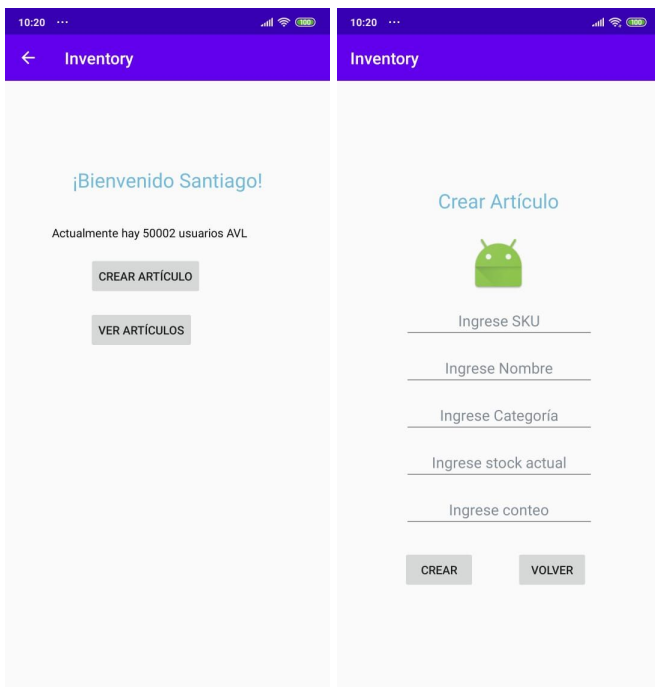 10:20 ...
100
Inventory
¡Bienvenido Santiago!
Actualmente hay 50002 usuarios AVL
CREAR ARTÍCULO
VER ARTÍCULOS
10:20 ...
100
Inventory
Crear Artículo
Ingrese SKU
Ingrese Nombre
Ingrese Categoría
Ingrese stock actual
Ingrese conteo
CREAR
VOLVER